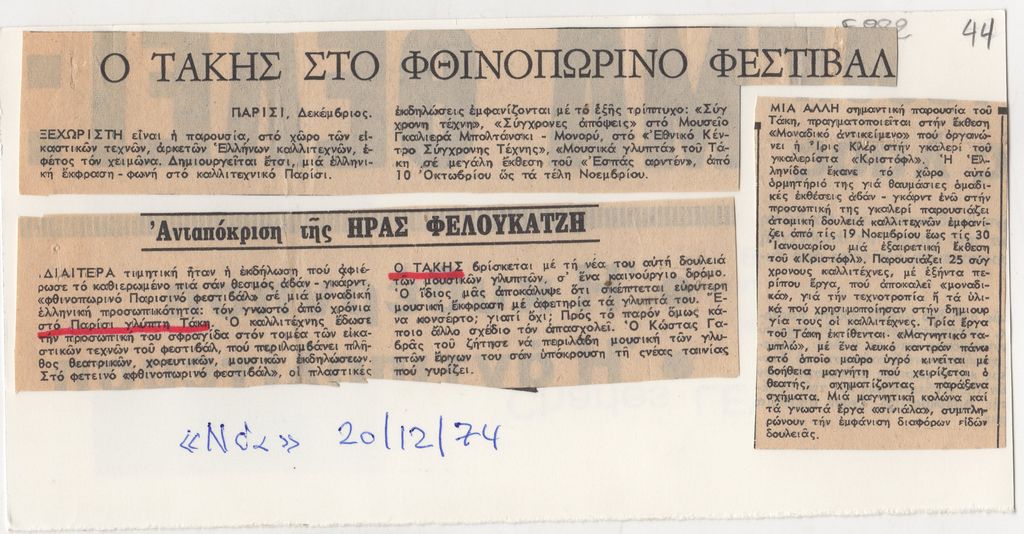 44
Ο ΤΑΚΗΣ ΣΤΟ ΦΘΙΝΟΠΩΡΙΝΟ ΦΕΣΤΙΒΑΛ
ΠΑΡΙΣΙ, Δεκέμβριος.
ΞΕΧΩΡΙΣΤΗ εἶναι ἡ παρουσία, στό χῶρο τῶν εἰ-
καστικῶν τεχνῶν, ἀρκετῶν Ἑλλήνων καλλιτεχνῶν, ἐ-
φέτος τόν χειμῶνα. Δημιουργεῖται ἔτσι, μιά ἑλληνι-
κή ἔκφραση - φωνή στό καλλιτεχνικό Παρίσι.
ἐκδηλώσεις ἐμφανίζονται μέ τό ἑξῆς τρίπτυχο: «Σύγ
χρονη τέχνη», «Σύγχρονες ἀπόψεις» στό Μουσεῖο
Γκαλιερά Μπολτάνσκι - Μονορύ, στό «Ἐθνικό Κέν-
τρο Σύγχρονης Τέχνης», «Μουσικά γλυπτά» τοῦ Τά-
κη ,σέ μεγάλη ἔκθεση τοῦ «Ἐσπάς ἀρντέν», ἀπό
10 Ὀκτωβρίου ὥς τά τέλη Νοεμβρίου.
Ἀνταπόκριση τῆς ΗΡΑΣ ΦΕΛΟΥΚΑΤΖΗ
.ΔΙΑΙΤΕΡΑ τιμητική ἦταν ἡ ἐκδήλωση πού ἀφιέ-
ρωσε τό καθιερωμένο πιά σάν θεσμός ἀβάν - γκάρντ,
«φθινοπωρινό Παρισινό φεστιβάλ» σέ μιά μοναδική
ἑλληνική προσωπικότητα: τόν γνωστό ἀπό χρόνια
στό Παρίσι γλύπτη Τάκη. Ὁ καλλιτέχνης ἔδωσε
τήν προσωπική του σφραγίδα στόν τομέα τῶν εἰκα-
στικῶν τεχνῶν τοῦ φεστιβάλ, πού περιλαμβάνει πλῆ-
θος θεατρικῶν, χορευτικῶν, μουσικῶν ἐκδηλώσεων.
Στό φετεινό «φθινοπωρινό φεστιβάλ», οἱ πλαστικές
Ο ΤΑΚΗΣ βρίσκεται μέ τή νέα του αὐτή δουλειά
τῶν μουσικῶν γλυπτῶν, σ' ἕνα καινούργιο δρόμο.
Ὁ ἴδιος μᾶς ἀποκάλυψε ὅτι σκέπτεται εὐρύτερη
μουσική ἔκφραση μέ ἀφετηρία τά γλυπτά του. Ἕ-
να κονσέρτο; γιατί ὄχι; Πρός τό παρόν ὅμως κά-
ποιο ἄλλο σχέδιο τόν ἀπασχολεῖ. Ὁ Κώστας Γα-
βρᾶς τοῦ ζήτησε νά περιλάβη μουσική τῶν γλυ-
πτῶν ἔργων του σάν ὑπόκρουση τῆ ςνέας ταινίας
πού γυρίζει.
ΜΙΑ ΑΛΛΗ σημαντική παρουσία τοῦ
Τάκη, πραγματοποιεῖται στήν ἔκθεση
«Μοναδικό ἀντικείμενο» πού ὀργανώ-
νει ἡ Ἴρις Κλέρ στήν γκαλερί τοῦ
γκαλερίστα «Κριστόφλ». Ἡ Ἑλ-
ληνίδα ἔκανε τό χῶρο αὐτό
ὁρμητήριό της γιά θαυμάσιες ὁμαδι-
κές ἐκθέσεις ἀβάν - γκάρντ ἐνῶ στήν
προσωπική της γκαλερί παρουσιάζει
ἀτομική δουλειά καλλιτεχνῶν ἐμφανί-
ζει ἀπό τίς 19 Νοεμβρίου ἕως τίς 30
Ἰανουαρίου μιά ἐξαιρετική ἔκθεση
τοῦ «Κριστόφλ». Παρουσιάζει 25 συγ
χρονους καλλιτέχνες, μέ ἑξήντα πε-
ρίπου ἔργα, πού ἀποκαλεῖ «μοναδι-
κά», γιά τήν τεχνοτροπία ἤ τά ὑλι-
κά πού χρησιμοποίησαν στήν δημιουρ
γία τους οἱ καλλιτέχνες. Τρία ἔργα
τοῦ Τάκη ἐκτίθενται. «Μαγνητικό τα-
μπλώ», μέ ἕνα λευκό καντράν πάνω
στό ὁποῖο μαῦρο ὑγρό κινεῖται μέ
βοήθεια μαγνήτη πού χειρίζεται ὁ
θεατής, σχηματίζοντας παράξενα
σχήματα. Μιά μαγνητική κολώνα καί
τά γνωστά ἔργα «σινιάλα», συμπλη-
ρώνουν τήν ἐμφάνιση διαφόρων εἰδῶν
δουλειᾶς.
«Νέα» 20/12/74